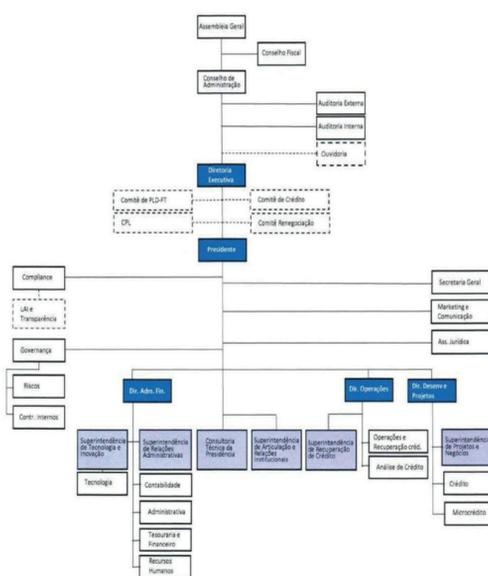 Assembleia Geral
Conselho Fiscal
Conselho de
Administração
Auditoria Externa
Auditoria Interna
Ouvidoria
Diretoria
Executiva
Comitê de PLD-FT
Comitê de Crédito
CPL
Comitê Renegociação
Presidente
Compliance
Secretaria Geral
LAI e
Transparência
Marketing e
Comunicação
Governança
Ass. Jurídica
Riscos
Contr. Internos
Dir. Adm. Fin.
Dir. Operações
Dir. Desenv e
Projetos
Superintendência
de Tecnologia e
Inovação
Superintendência
de Relações
Administrativas
Consultoria
Técnica da
Presidência
Superintendência
de Articulação e
Relações
Institucionais
Superintendência
de Recuperação
de Crédito
Operações e
Recuperação créd.
Análise de Crédito
Superintendência
de Projetos e
Negócios
Tecnologia
Contabilidade
Administrativa
Tesouraria e
Financeiro
Recursos
Humanos
Crédito
Microcrédito